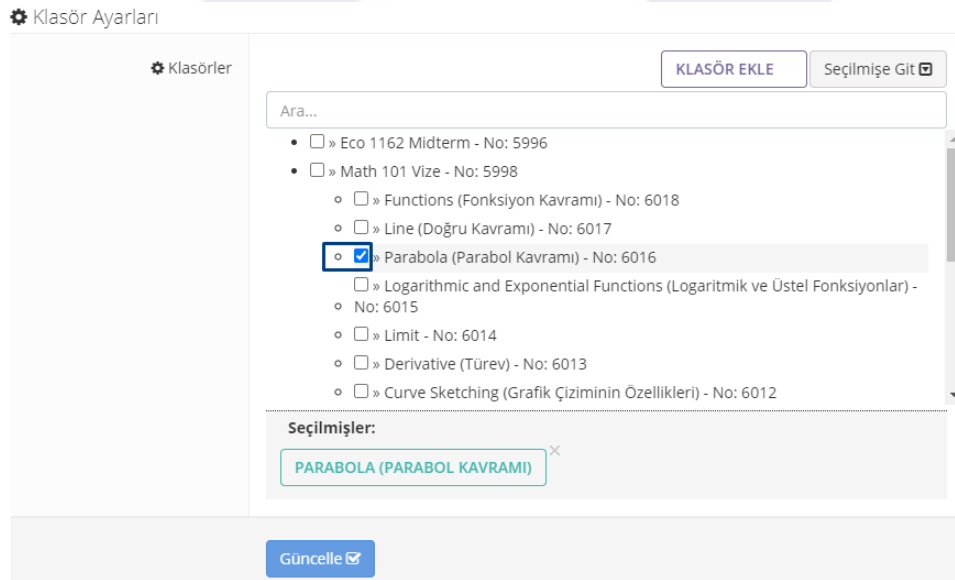 Klasör Ayarları
Klasörler
KLASÖR EKLE
Seçilmişe Git
Ara...
» Eco 1162 Midterm - No: 5996
» Math 101 Vize - No: 5998
» Functions (Fonksiyon Kavramı) - No: 6018
» Line (Doğru Kavramı) - No: 6017
» Parabola (Parabol Kavramı) - No: 6016
» Logarithmic and Exponential Functions (Logaritmik ve Üstel Fonksiyonlar) -
No: 6015
» Limit - No: 6014
» Derivative (Türev) - No: 6013
» Curve Sketching (Grafik Çiziminin Özellikleri) - No: 6012
Seçilmişler:
PARABOLA (PARABOL KAVRAMI)
Güncelle